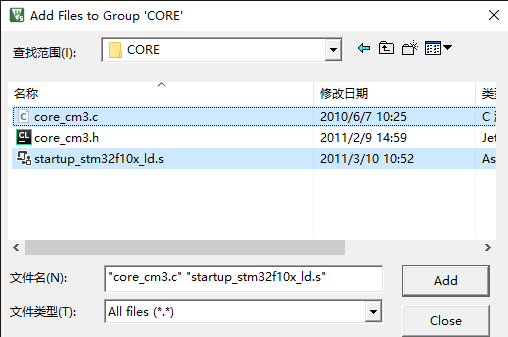 Add Files to Group 'CORE'
查找范围(I):
CORE
名称
修改日期
类
core_cm3.c
2010/6/7 10:25
C
core_cm3.h
2011/2/9 14:59
Jet
startup_stm32f10x_ld.s
2011/3/10 10:52
As
文件名(N):
"core_cm3.c" "startup_stm32f10x_ld.s"
Add
文件类型(T):
All files (*.*)
Close